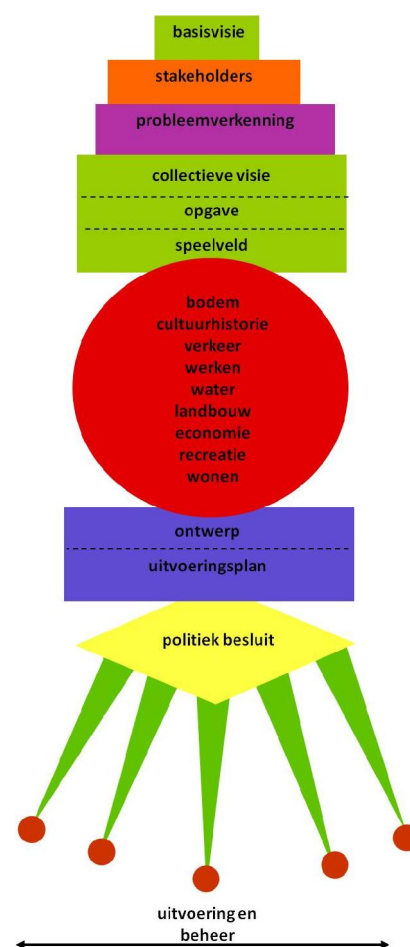 basisvisie
stakeholders
probleemverkenning
collectieve visie
opgave
speelveld
bodem
cultuurhistorie
verkeer
werken
water
landbouw
economie
recreatie
wonen
ontwerp
uitvoeringsplan
politiek besluit
uitvoering en
beheer